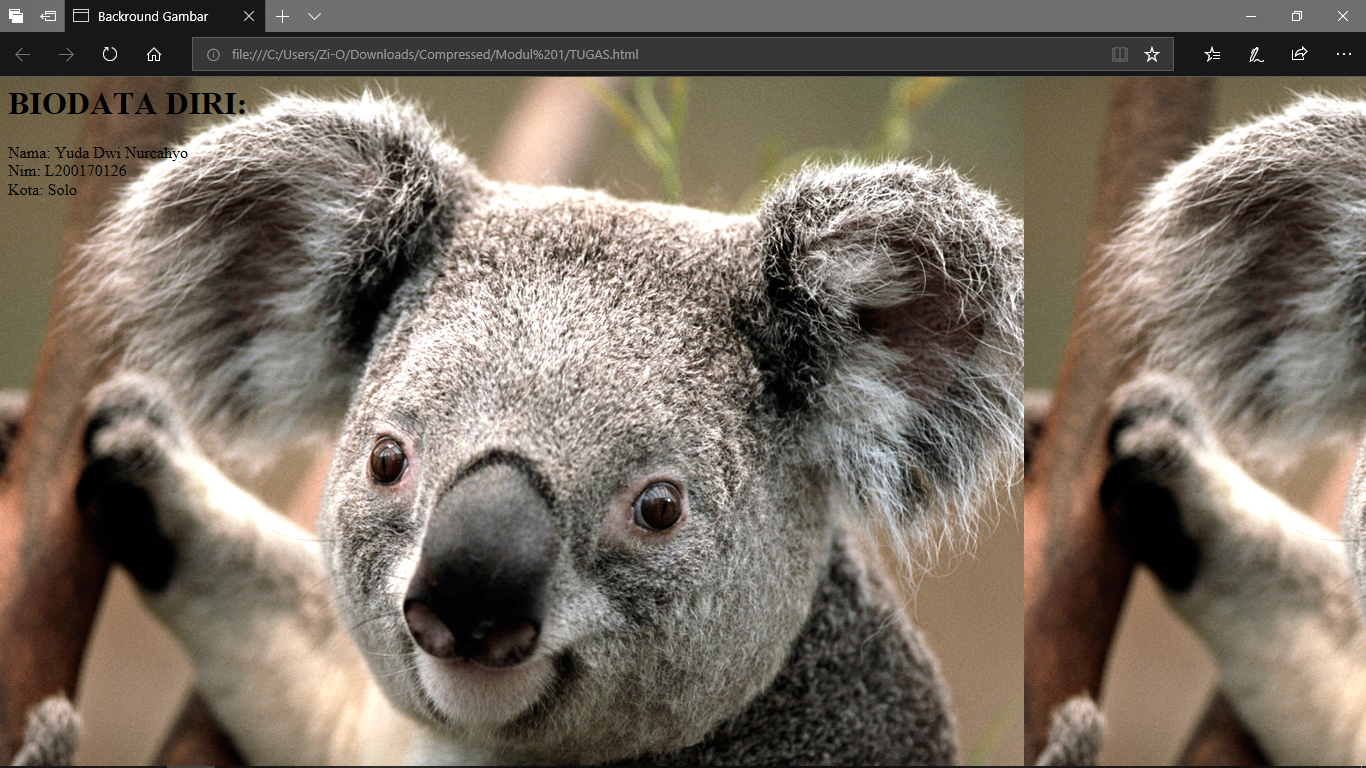 Backround Gambar
file:///C:/Users/Zi-O/Downloads/Compressed/Modul%201/TUGAS.html
BIODATA DIRI:
Nama: Yuda Dwi Nurcahyo
Nim: L200170126
Kota: Solo